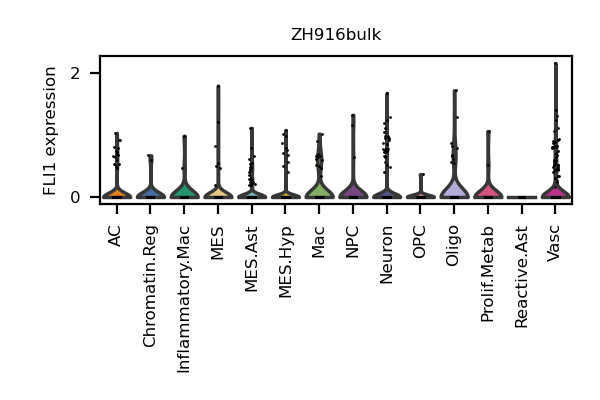 ZH916bulk
FLI1 expression
2
0
AC
Chromatin.Reg
Inflammatory.Mac
MES
MES.Ast
MES.Hyp
Mac
NPC
Neuron
OPC
Oligo
Prolif.Metab
Reactive.Ast
Vasc